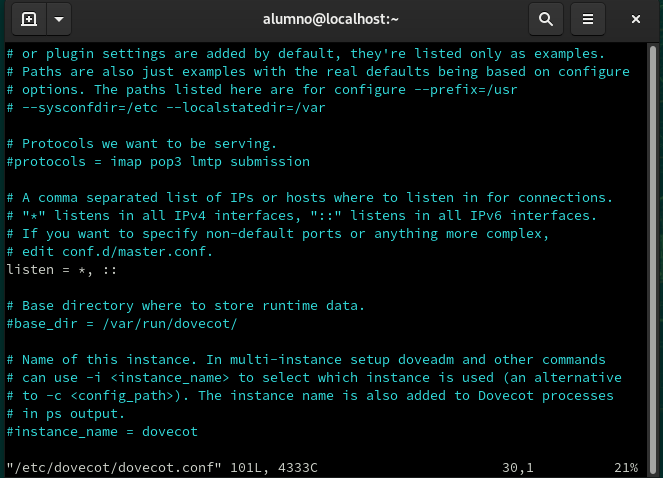 alumno@localhost:~
# or plugin settings are added by default, they're listed only as examples.
# Paths are also just examples with the real defaults being based on configure
# options. The paths listed here are for configure --prefix=/usr
# --sysconfdir=/etc --localstatedir=/var
# Protocols we want to be serving.
#protocols = imap pop3 lmtp submission
# A comma separated list of IPs or hosts where to listen in for connections.
# "*" listens in all IPv4 interfaces, "::" listens in all IPv6 interfaces.
# If you want to specify non-default ports or anything more complex,
# edit conf.d/master.conf.
listen = *, ::
# Base directory where to store runtime data.
#base_dir = /var/run/dovecot/
# Name of this instance. In multi-instance setup doveadm and other commands
# can use -i <instance_name> to select which instance is used (an alternative
# to -c <config_path>). The instance name is also added to Dovecot processes
# in ps output.
#instance_name = dovecot
"/etc/dovecot/dovecot.conf" 101L, 4333C 30,1 21%